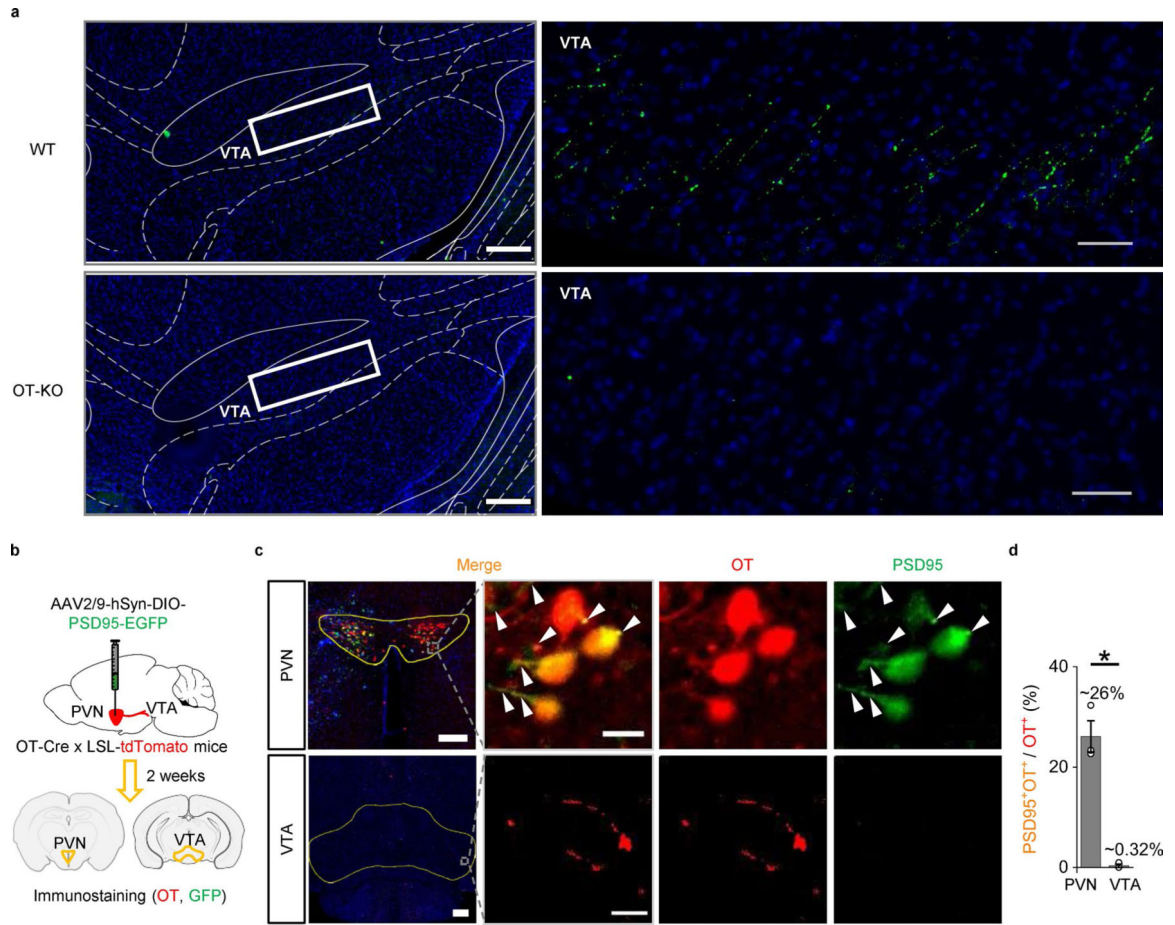 a
WT
VTA
VTA
OT-KO
VTA
VTA
b
AAV2/9-hSyn-DIO-
PSD95-EGFP
PVN
VTA
OT-Cre x LSL-tdTomato mice
2 weeks
PVN
VTA
Immunostaining (OT, GFP)
c
Merge
OT
PSD95
PVN
VTA
d
PSD95⁺OT⁺ / OT⁺ (%)
40
20
0
*
~26%
~0.32%
PVN
VTA